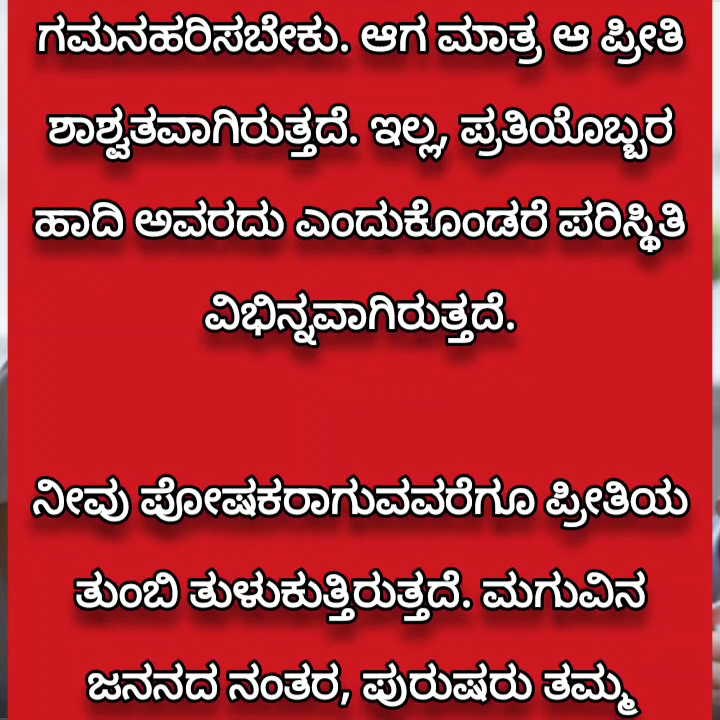 ಗಮನಹರಿಸಬೇಕು. ಆಗ ಮಾತ್ರ ಆ ಪ್ರೀತಿ
ಶಾಶ್ವತವಾಗಿರುತ್ತದೆ. ಇಲ್ಲ, ಪ್ರತಿಯೊಬ್ಬರ
ಹಾದಿ ಅವರದು ಎಂದುಕೊಂಡರೆ ಪರಿಸ್ಥಿತಿ
ವಿಭಿನ್ನವಾಗಿರುತ್ತದೆ.
ನೀವು ಪೋಷಕರಾಗುವವರೆಗೂ ಪ್ರೀತಿಯ
ತುಂಬಿ ತುಳುಕುತ್ತಿರುತ್ತದೆ. ಮಗುವಿನ
ಜನನದ ನಂತರ, ಪುರುಷರು ತಮ್ಮ